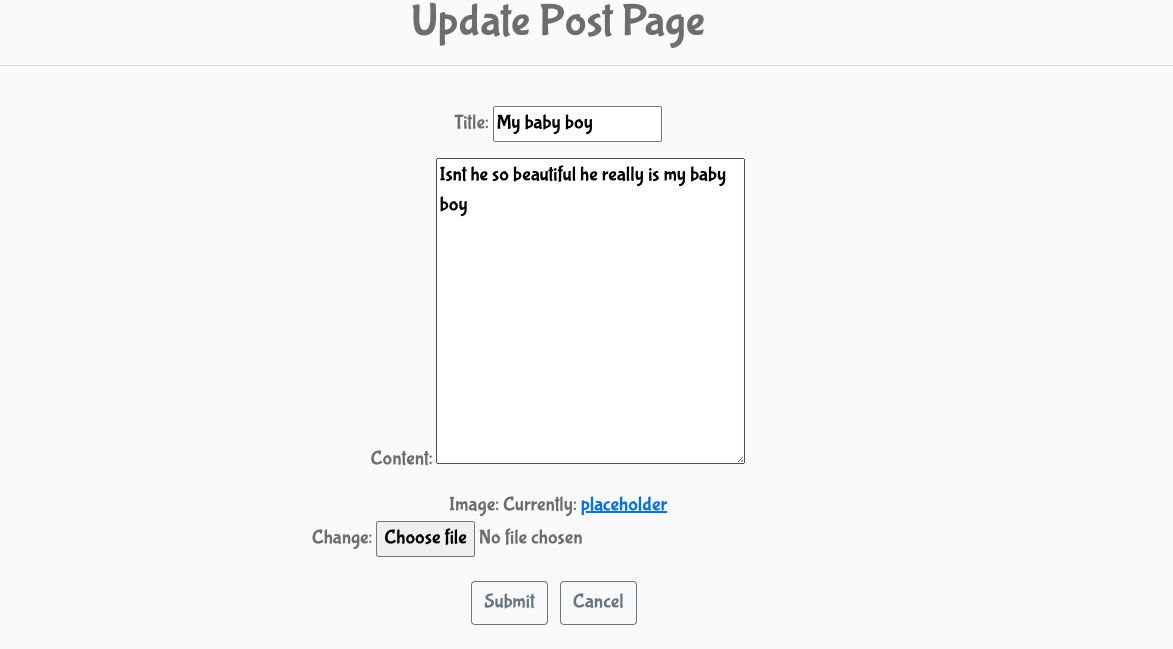 Update Post Page
Title: My baby boy
Isnt he so beautiful he really is my baby
boy
Content:
Image: Currently: placeholder
Change: Choose file No file chosen
Submit Cancel